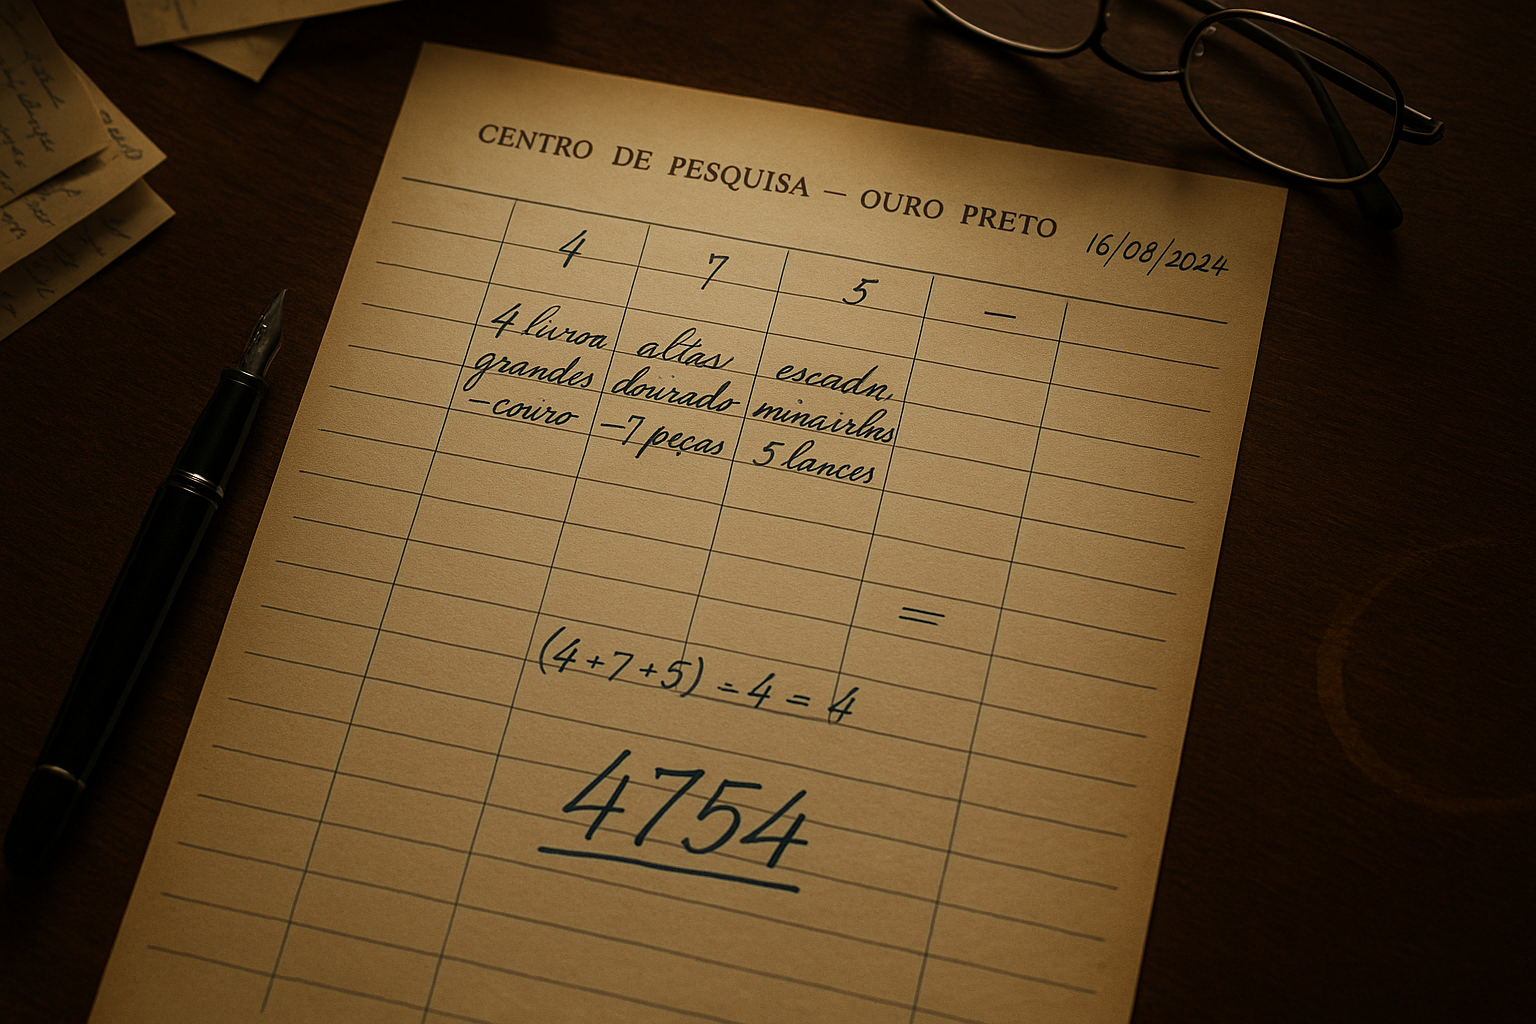 CENTRO DE PESQUISA — OURO PRETO
16/08/2024
4 7 5 —
4 livroa altas escadn,
grandes dourado minairlns
—couro —7 peças 5 lances
=
(4+7+5) = 4 = 4
4754